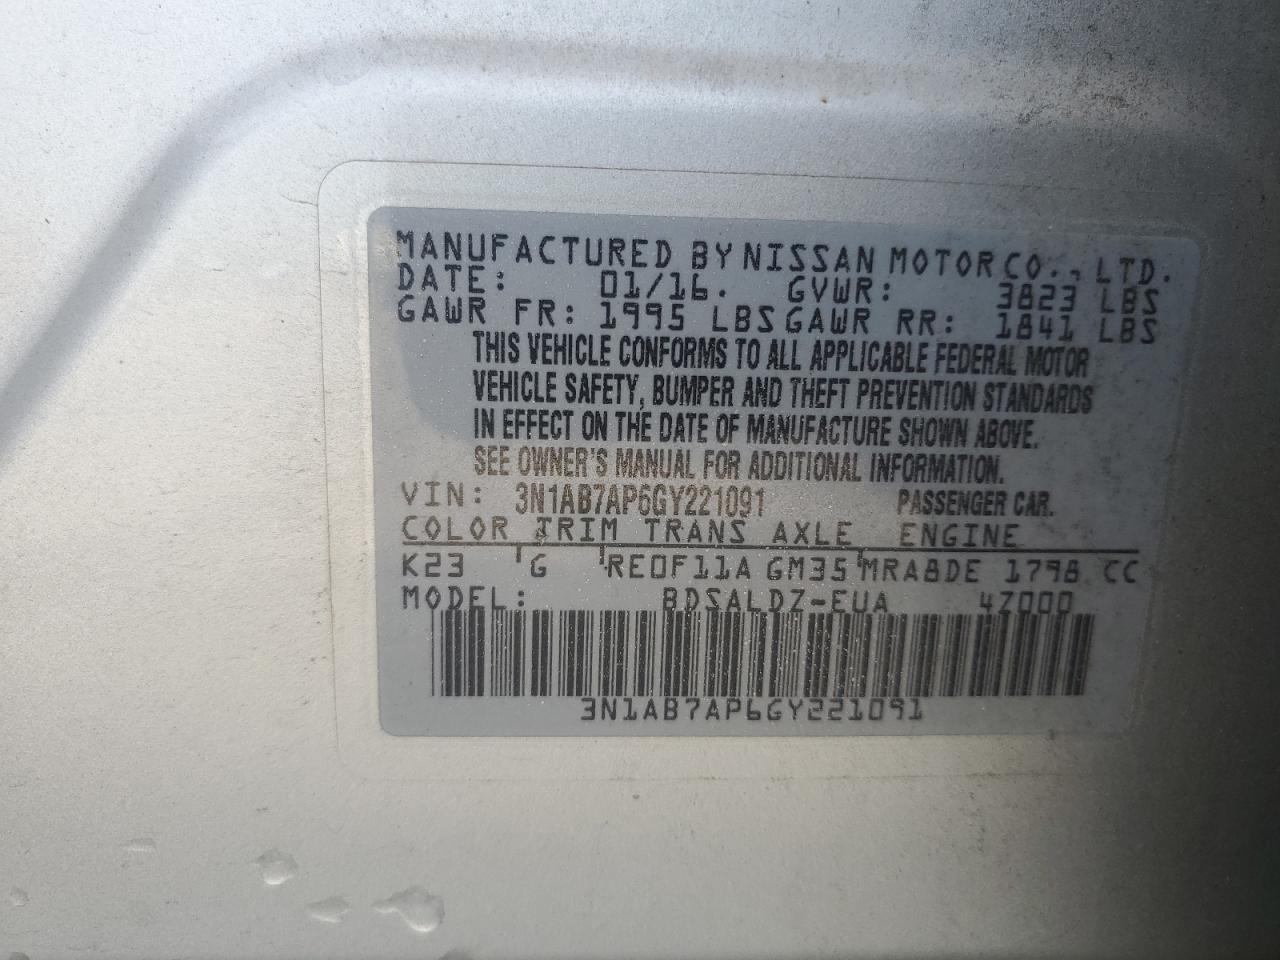 MANUFACTURED BY NISSAN MOTOR CO., LTD.
DATE: 01/16. GVWR: 3823 LBS
GAWR FR: 1995 LBS GAWR RR: 1841 LBS
THIS VEHICLE CONFORMS TO ALL APPLICABLE FEDERAL MOTOR
VEHICLE SAFETY, BUMPER AND THEFT PREVENTION STANDARDS
IN EFFECT ON THE DATE OF MANUFACTURE SHOWN ABOVE.
SEE OWNER'S MANUAL FOR ADDITIONAL INFORMATION.
VIN: 3N1AB7AP6GY221091 PASSENGER CAR.
COLOR TRIM TRANS AXLE ENGINE
K23 G RE0F11A GM35 MRA8DE 1798 CC
MODEL: BDSALDZ-EUA 4Z000
3N1AB7AP6GY221091